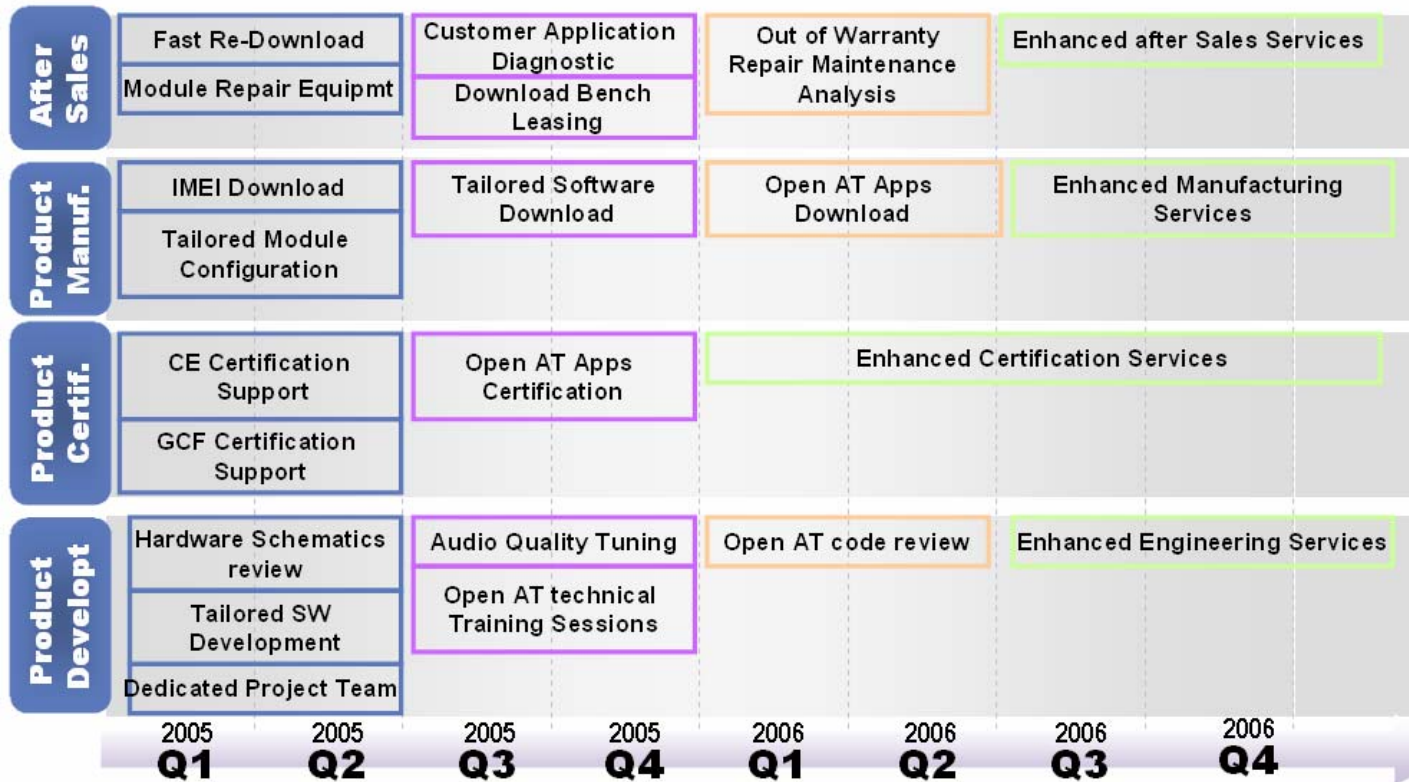 After
Sales
Fast Re-Download
Module Repair Equipmt
Customer Application
Diagnostic
Download Bench
Leasing
Out of Warranty
Repair Maintenance
Analysis
Enhanced after Sales Services
Product
Manuf.
IMEI Download
Tailored Module
Configuration
Tailored Software
Download
Open AT Apps
Download
Enhanced Manufacturing
Services
Product
Certif.
CE Certification
Support
GCF Certification
Support
Open AT Apps
Certification
Enhanced Certification Services
Product
Developt
Hardware Schematics
review
Tailored SW
Development
Dedicated Project Team
Audio Quality Tuning
Open AT technical
Training Sessions
Open AT code review
Enhanced Engineering Services
2005
Q1
2005
Q2
2005
Q3
2005
Q4
2006
Q1
2006
Q2
2006
Q3
2006
Q4